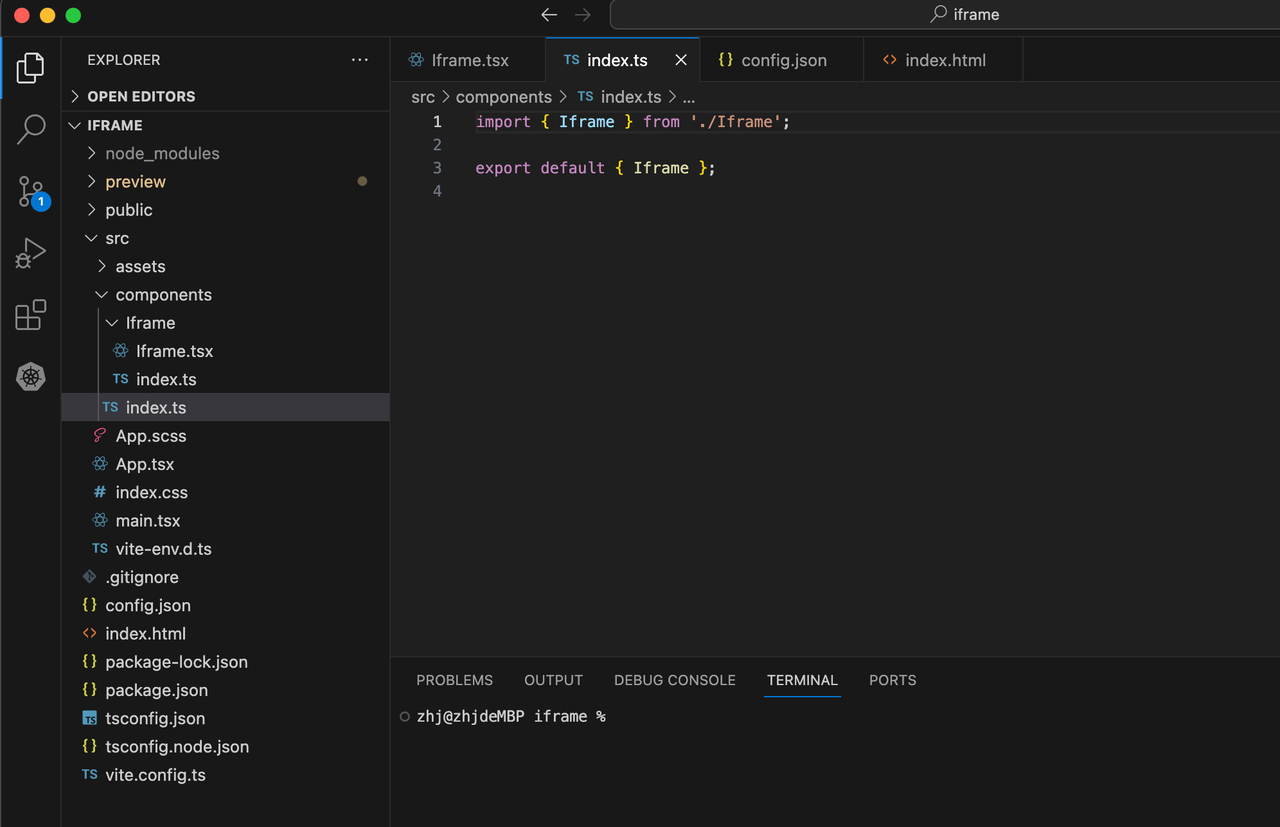 iframe
EXPLORER ...
OPEN EDITORS
IFRAME
node_modules
preview
public
src
assets
components
Iframe
Iframe.tsx
TS index.ts
TS index.ts
App.scss
App.tsx
# index.css
main.tsx
TS vite-env.d.ts
.gitignore
{} config.json
<> index.html
{} package-lock.json
{} package.json
TS tsconfig.json
{} tsconfig.node.json
TS vite.config.ts
1
Iframe.tsx TS index.ts {} config.json <> index.html
src > components > TS index.ts > ...
1 import { Iframe } from './Iframe';
2
3 export default { Iframe };
4
PROBLEMS OUTPUT DEBUG CONSOLE TERMINAL PORTS
zhj@zhjdeMBP iframe %